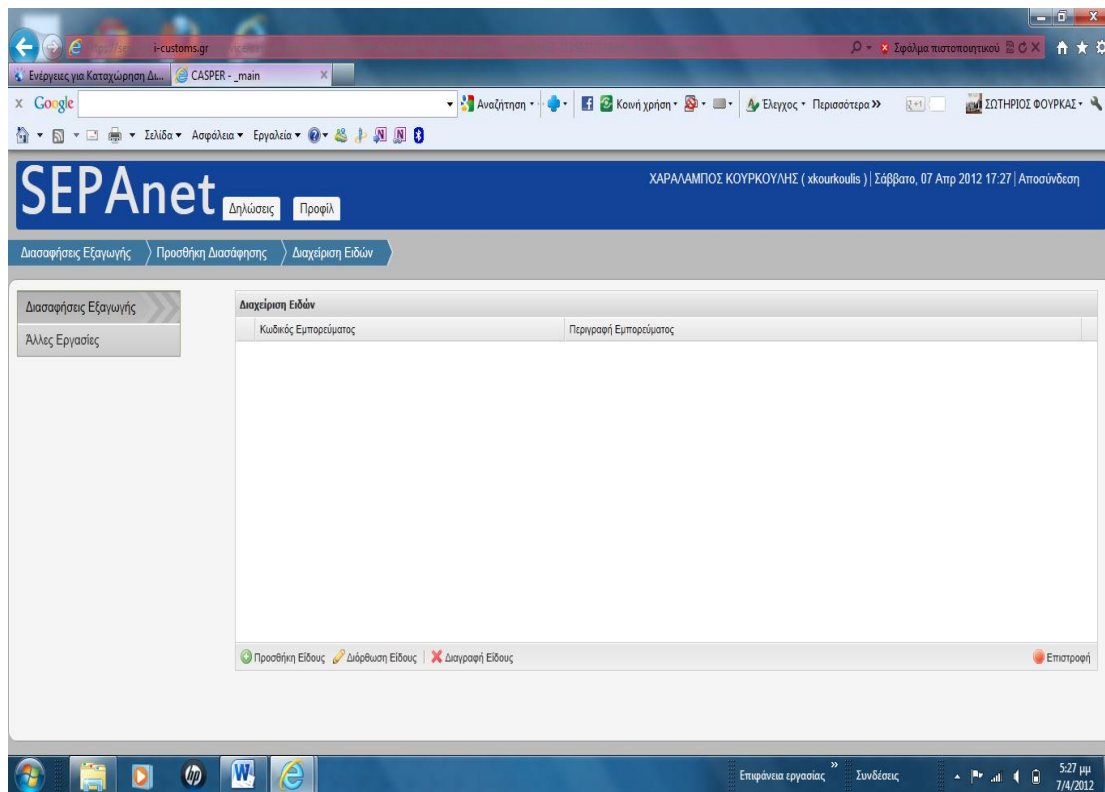 i-customs.gr
Σφάλμα πιστοποιητικού
Ενέργειες για Καταχώρηση Δι...
CASPER - _main
x Google
Αναζήτηση
Κοινή χρήση
Έλεγχος
Περισσότερα »
ΣΩΤΗΡΙΟΣ ΦΟΥΡΚΑΣ
Σελίδα
Ασφάλεια
Εργαλεία
SEPAnet
Δηλώσεις
Προφίλ
ΧΑΡΑΛΑΜΠΟΣ ΚΟΥΡΚΟΥΛΗΣ ( xkourkoulis ) | Σάββατο, 07 Απρ 2012 17:27 | Αποσύνδεση
Διασαφήσεις Εξαγωγής
Προσθήκη Διασάφησης
Διαχείριση Ειδών
Διασαφήσεις Εξαγωγής
Άλλες Εργασίες
Διαχείριση Ειδών
Κωδικός Εμπορεύματος
Περιγραφή Εμπορεύματος
Προσθήκη Είδους
Διόρθωση Είδους
Διαγραφή Είδους
Επιστροφή
hp
W
Επιφάνεια εργασίας »
Συνδέσεις
5:27 μμ
7/4/2012